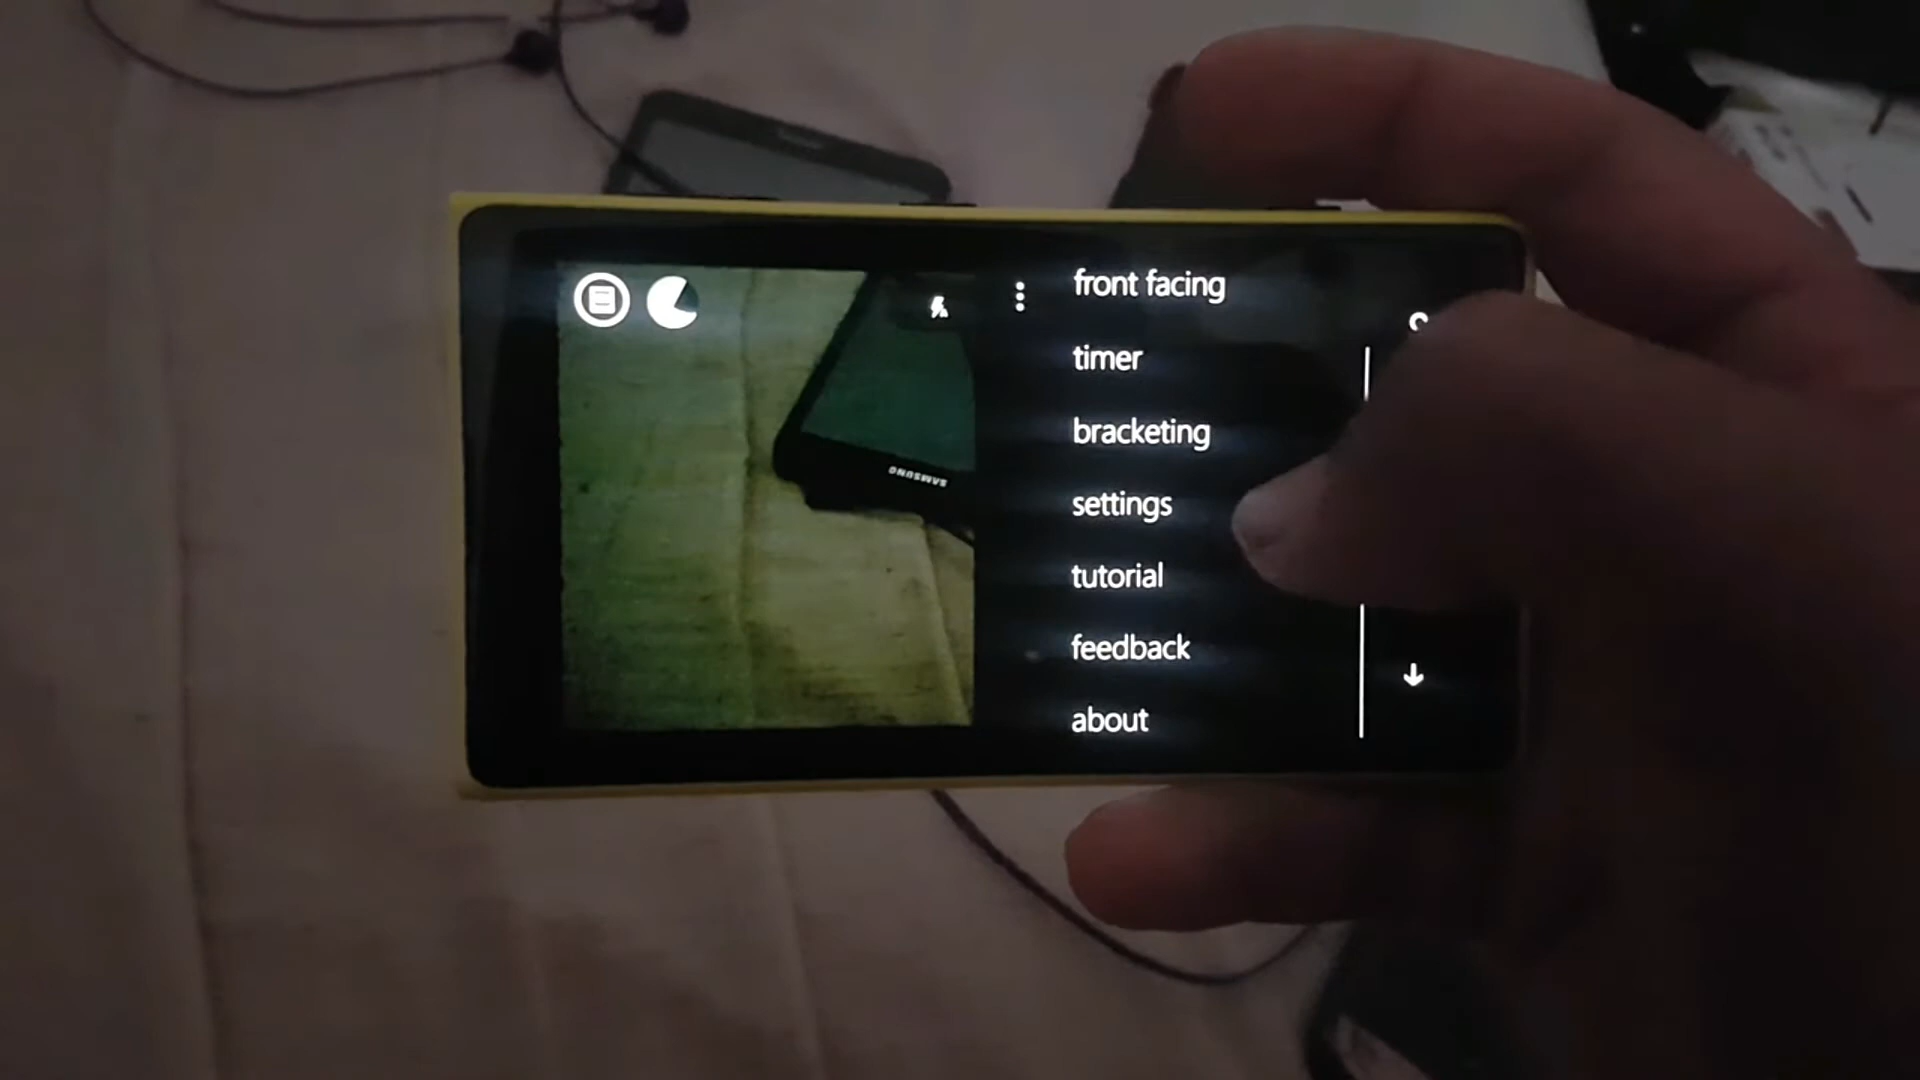 front facing
timer
bracketing
settings
tutorial
feedback
about
SAMSUNG